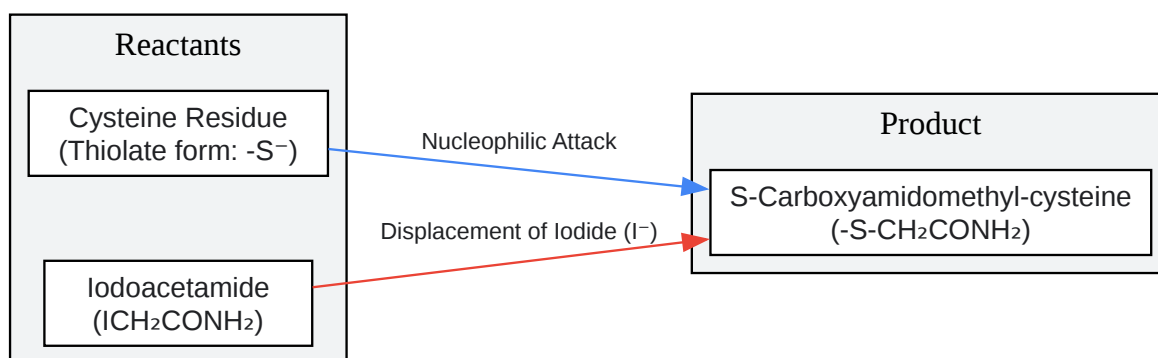 Reactants
Cysteine Residue
(Thiolate form: -S⁻)
Nucleophilic Attack
Product
S-Carboxyamidomethyl-cysteine
(-S-CH₂CONH₂)
Displacement of Iodide (I⁻)
Iodoacetamide
(ICH₂CONH₂)